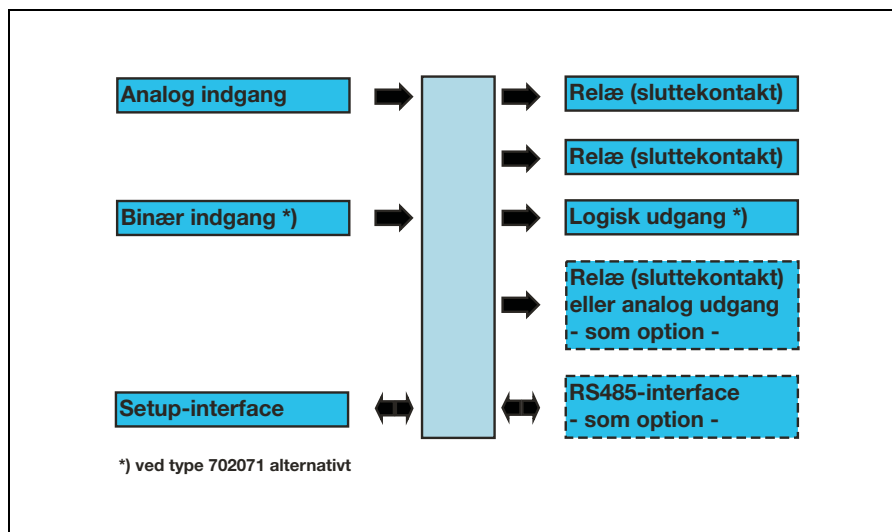 Analog indgang
Relæ (sluttekontakt)
Relæ (sluttekontakt)
Binær indgang *)
Logisk udgang *)
Relæ (sluttekontakt)
eller analog udgang
- som option -
Setup-interface
RS485-interface
- som option -
*) ved type 702071 alternativt